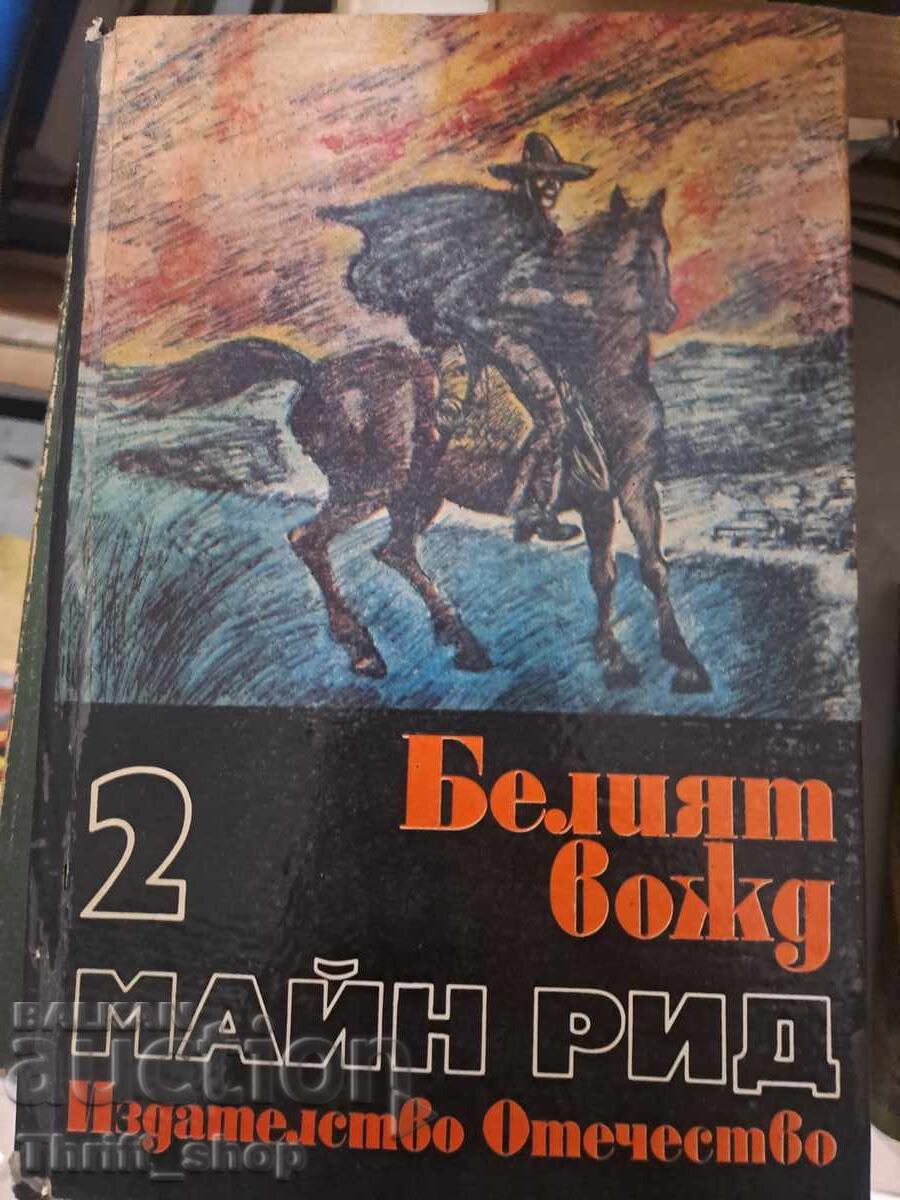 2
Белият
вожд
МАЙН РИД
Издателство Отечество
BALKAN
auction
Thrift_shop